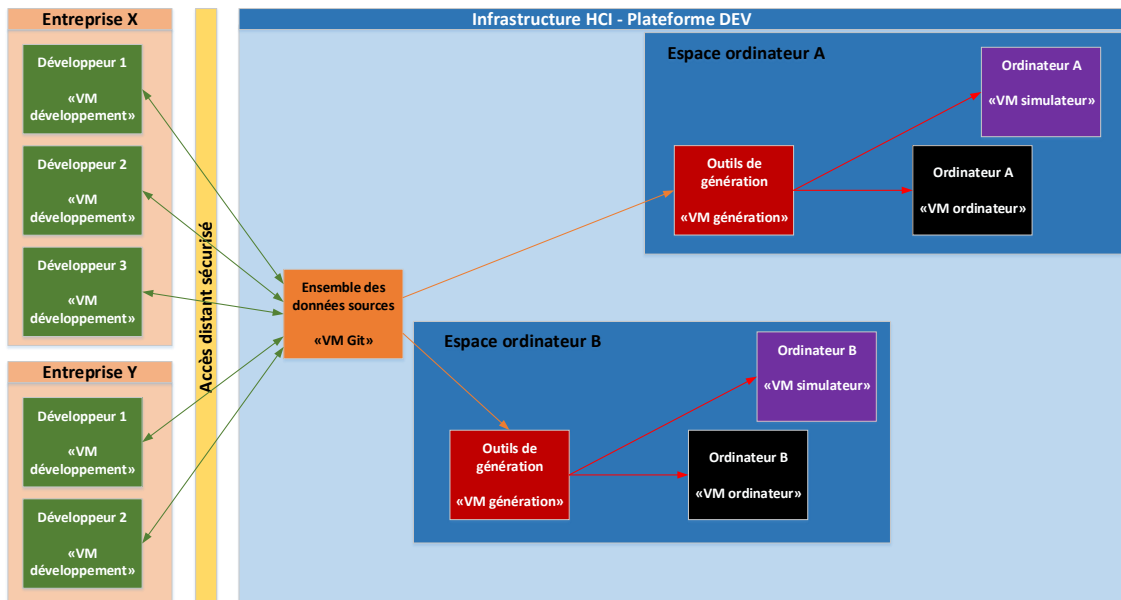 Entreprise X
Développeur 1
«VM
développement»
Développeur 2
«VM
développement»
Développeur 3
«VM
développement»
Entreprise Y
Développeur 1
«VM
développement»
Développeur 2
«VM
développement»
Accès distant sécurisé
Infrastructure HCI - Plateforme DEV
Ensemble des
données sources
«VM Git»
Espace ordinateur A
Outils de
génération
«VM génération»
Ordinateur A
«VM simulateur»
Ordinateur A
«VM ordinateur»
Espace ordinateur B
Outils de
génération
«VM génération»
Ordinateur B
«VM simulateur»
Ordinateur B
«VM ordinateur»